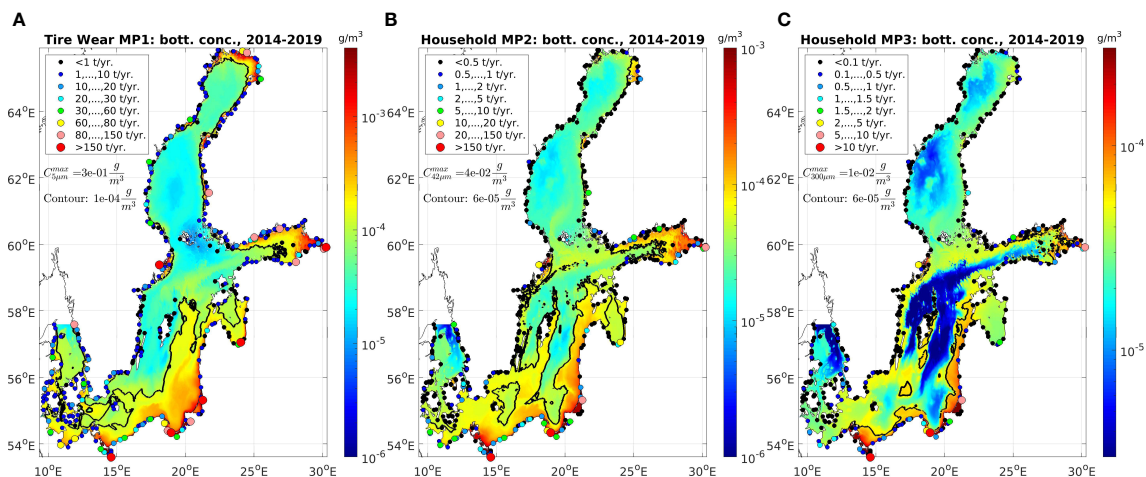 A
Tire Wear MP1: bott. conc., 2014-2019
g/m³
<1 t/yr.
1,...,10 t/yr.
10,...,20 t/yr.
20,...,30 t/yr.
30,...,60 t/yr.
60,...,80 t/yr.
80,...,150 t/yr.
>150 t/yr.
C^{max}_{5μm}=3e-01 g/m³
Contour: 1e-04 g/m³
64°E
62°E
60°E
58°E
56°E
54°E
10°E
15°E
20°E
25°E
30°E
10⁻³
10⁻⁴
10⁻⁵
10⁻⁶
B
Household MP2: bott. conc., 2014-2019
g/m³
<0.5 t/yr.
0.5,...,1 t/yr.
1,...,2 t/yr.
2,...,5 t/yr.
5,...,10 t/yr.
10,...,20 t/yr.
20,...,150 t/yr.
>150 t/yr.
C^{max}_{42μm}=4e-02 g/m³
Contour: 6e-05 g/m³
64°E
62°E
60°E
58°E
56°E
54°E
10°E
15°E
20°E
25°E
30°E
10⁻³
10⁻⁴
10⁻⁵
10⁻⁶
C
Household MP3: bott. conc., 2014-2019
g/m³
<0.1 t/yr.
0.1,...,0.5 t/yr.
0.5,...,1 t/yr.
1,...,1.5 t/yr.
1.5,...,2 t/yr.
2,...,5 t/yr.
5,...,10 t/yr.
>10 t/yr.
C^{max}_{300μm}=1e-02 g/m³
Contour: 6e-05 g/m³
64°E
62°E
60°E
58°E
56°E
54°E
10°E
15°E
20°E
25°E
30°E
10⁻⁴
10⁻⁵